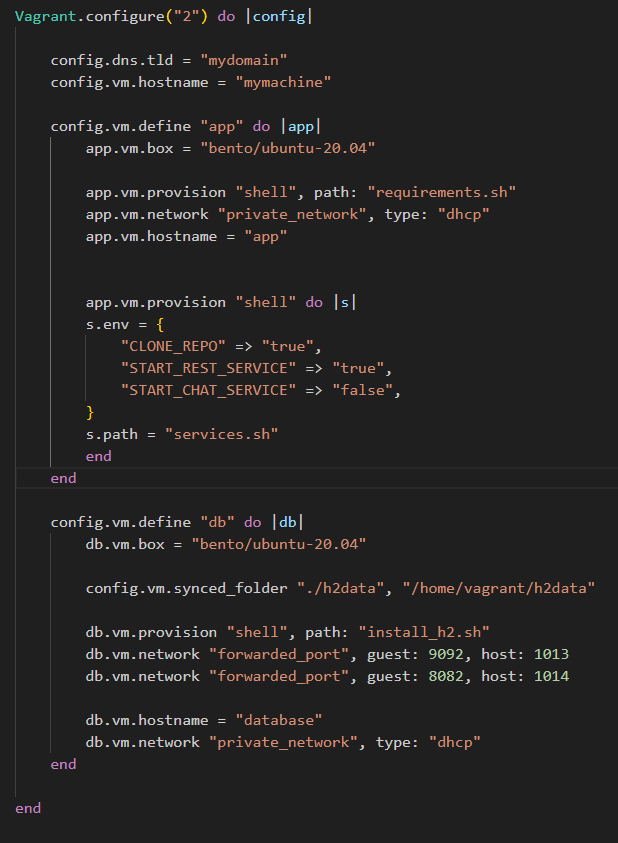 Vagrant.configure("2") do |config|
config.dns.tld = "mydomain"
config.vm.hostname = "mymachine"
config.vm.define "app" do |app|
app.vm.box = "bento/ubuntu-20.04"
app.vm.provision "shell", path: "requirements.sh"
app.vm.network "private_network", type: "dhcp"
app.vm.hostname = "app"
app.vm.provision "shell" do |s|
s.env = {
"CLONE_REPO" => "true",
"START_REST_SERVICE" => "true",
"START_CHAT_SERVICE" => "false",
}
s.path = "services.sh"
end
end
config.vm.define "db" do |db|
db.vm.box = "bento/ubuntu-20.04"
config.vm.synced_folder "./h2data", "/home/vagrant/h2data"
db.vm.provision "shell", path: "install_h2.sh"
db.vm.network "forwarded_port", guest: 9092, host: 1013
db.vm.network "forwarded_port", guest: 8082, host: 1014
db.vm.hostname = "database"
db.vm.network "private_network", type: "dhcp"
end
end